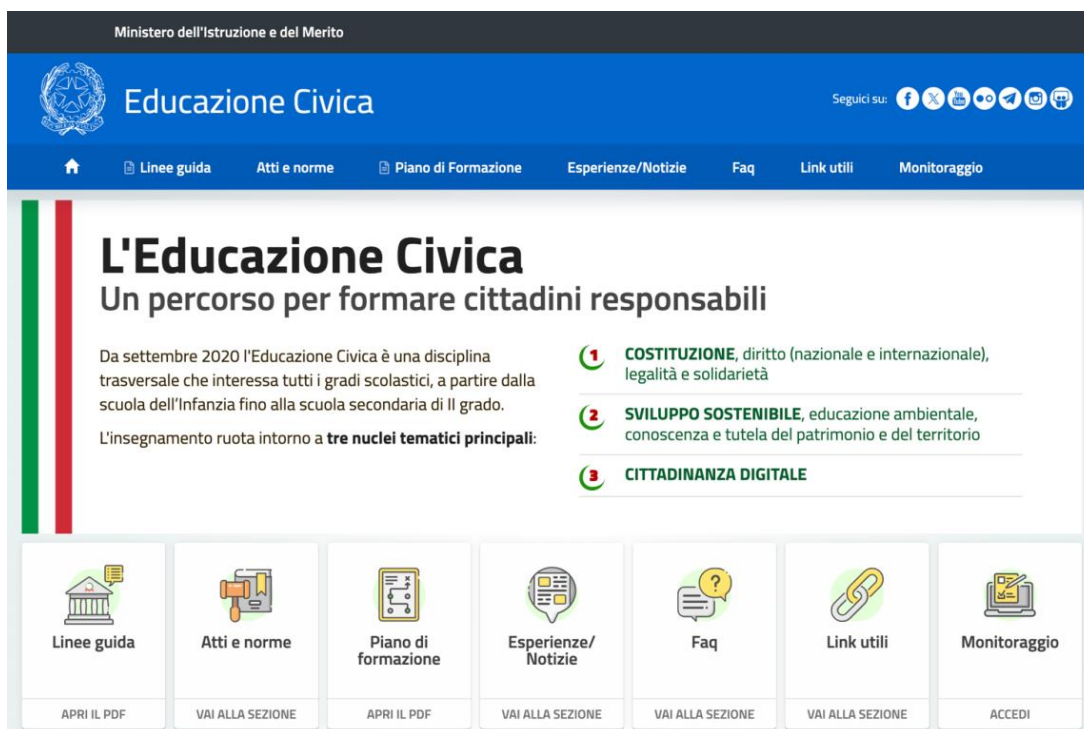 Ministero dell'Istruzione e del Merito
Educazione Civica
Seguici su:
Linee guida Atti e norme Piano di Formazione Esperienze/Notizie Faq Link utili Monitoraggio
L'Educazione Civica
Un percorso per formare cittadini responsabili
Da settembre 2020 l'Educazione Civica è una disciplina
trasversale che interessa tutti i gradi scolastici, a partire dalla
scuola dell'Infanzia fino alla scuola secondaria di II grado.
L'insegnamento ruota intorno a tre nuclei tematici principali:
1 COSTITUZIONE, diritto (nazionale e internazionale),
legalità e solidarietà
2 SVILUPPO SOSTENIBILE, educazione ambientale,
conoscenza e tutela del patrimonio e del territorio
3 CITTADINANZA DIGITALE
Linee guida
APRI IL PDF
Atti e norme
VAI ALLA SEZIONE
Piano di
formazione
APRI IL PDF
Esperienze/
Notizie
VAI ALLA SEZIONE
Faq
VAI ALLA SEZIONE
Link utili
VAI ALLA SEZIONE
Monitoraggio
ACCEDI